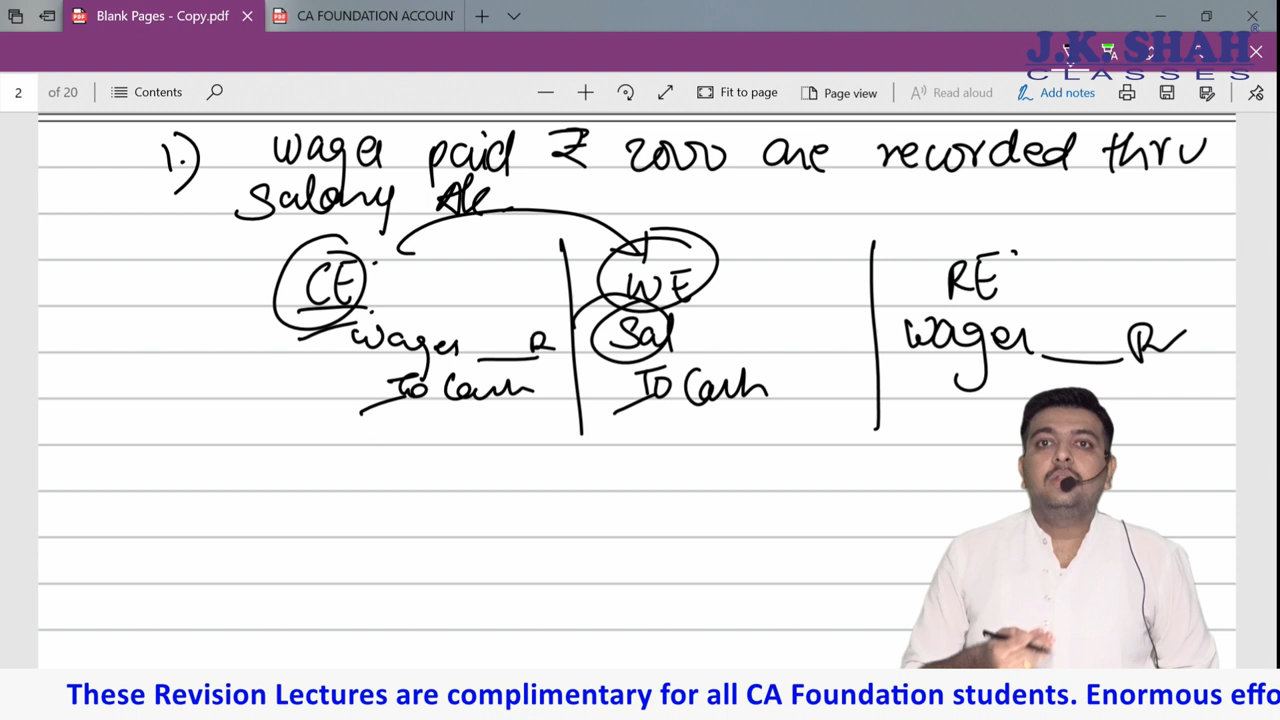 Blank Pages - Copy.pdf
CA FOUNDATION ACCOUN
J.K. SHAH®
CLASSES
2 of 20
Contents
Fit to page
Page view
Read aloud
Add notes
1.) Wages paid ₹ 2000 are recorded thru
Salary A/c
CE
WE
RE
Wages ___ R
Sal
Wages ___ R
To Cash
To Cash
These Revision Lectures are complimentary for all CA Foundation students. Enormous effo